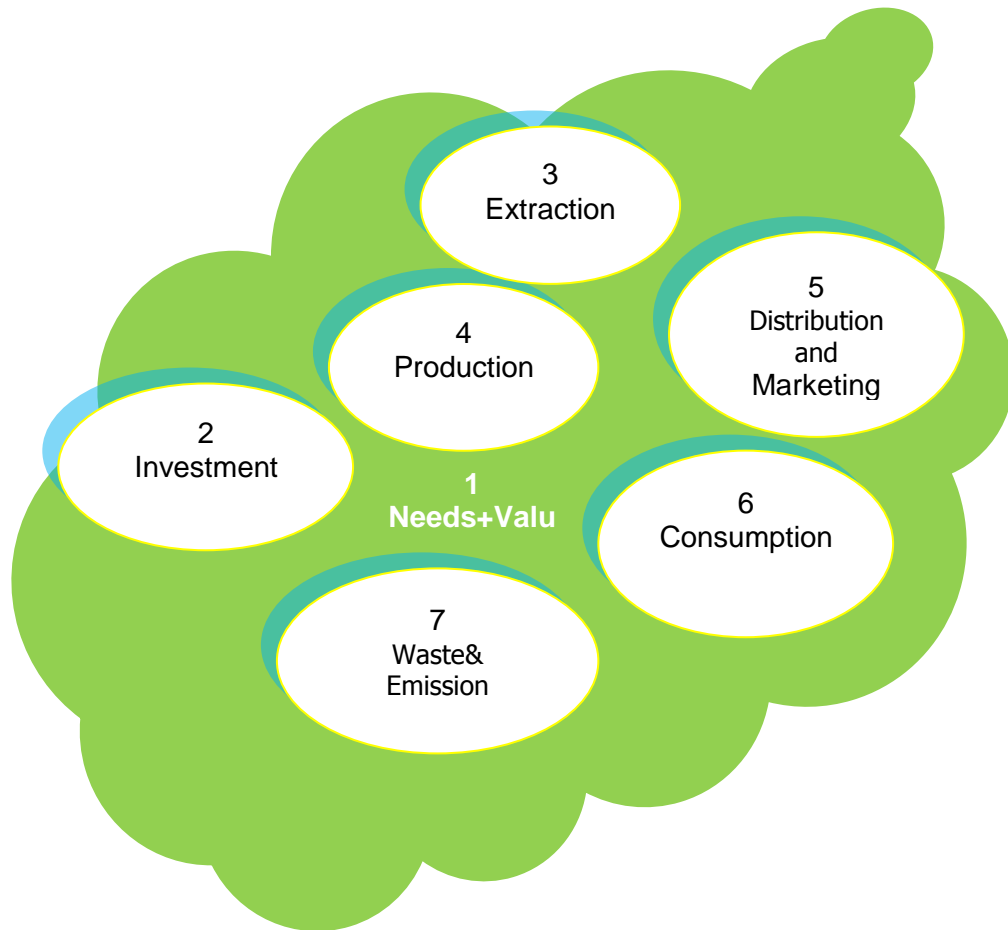 3
Extraction
5
Distribution
and
Marketing
4
Production
2
Investment
1
Needs+Valu
6
Consumption
7
Waste&
Emission